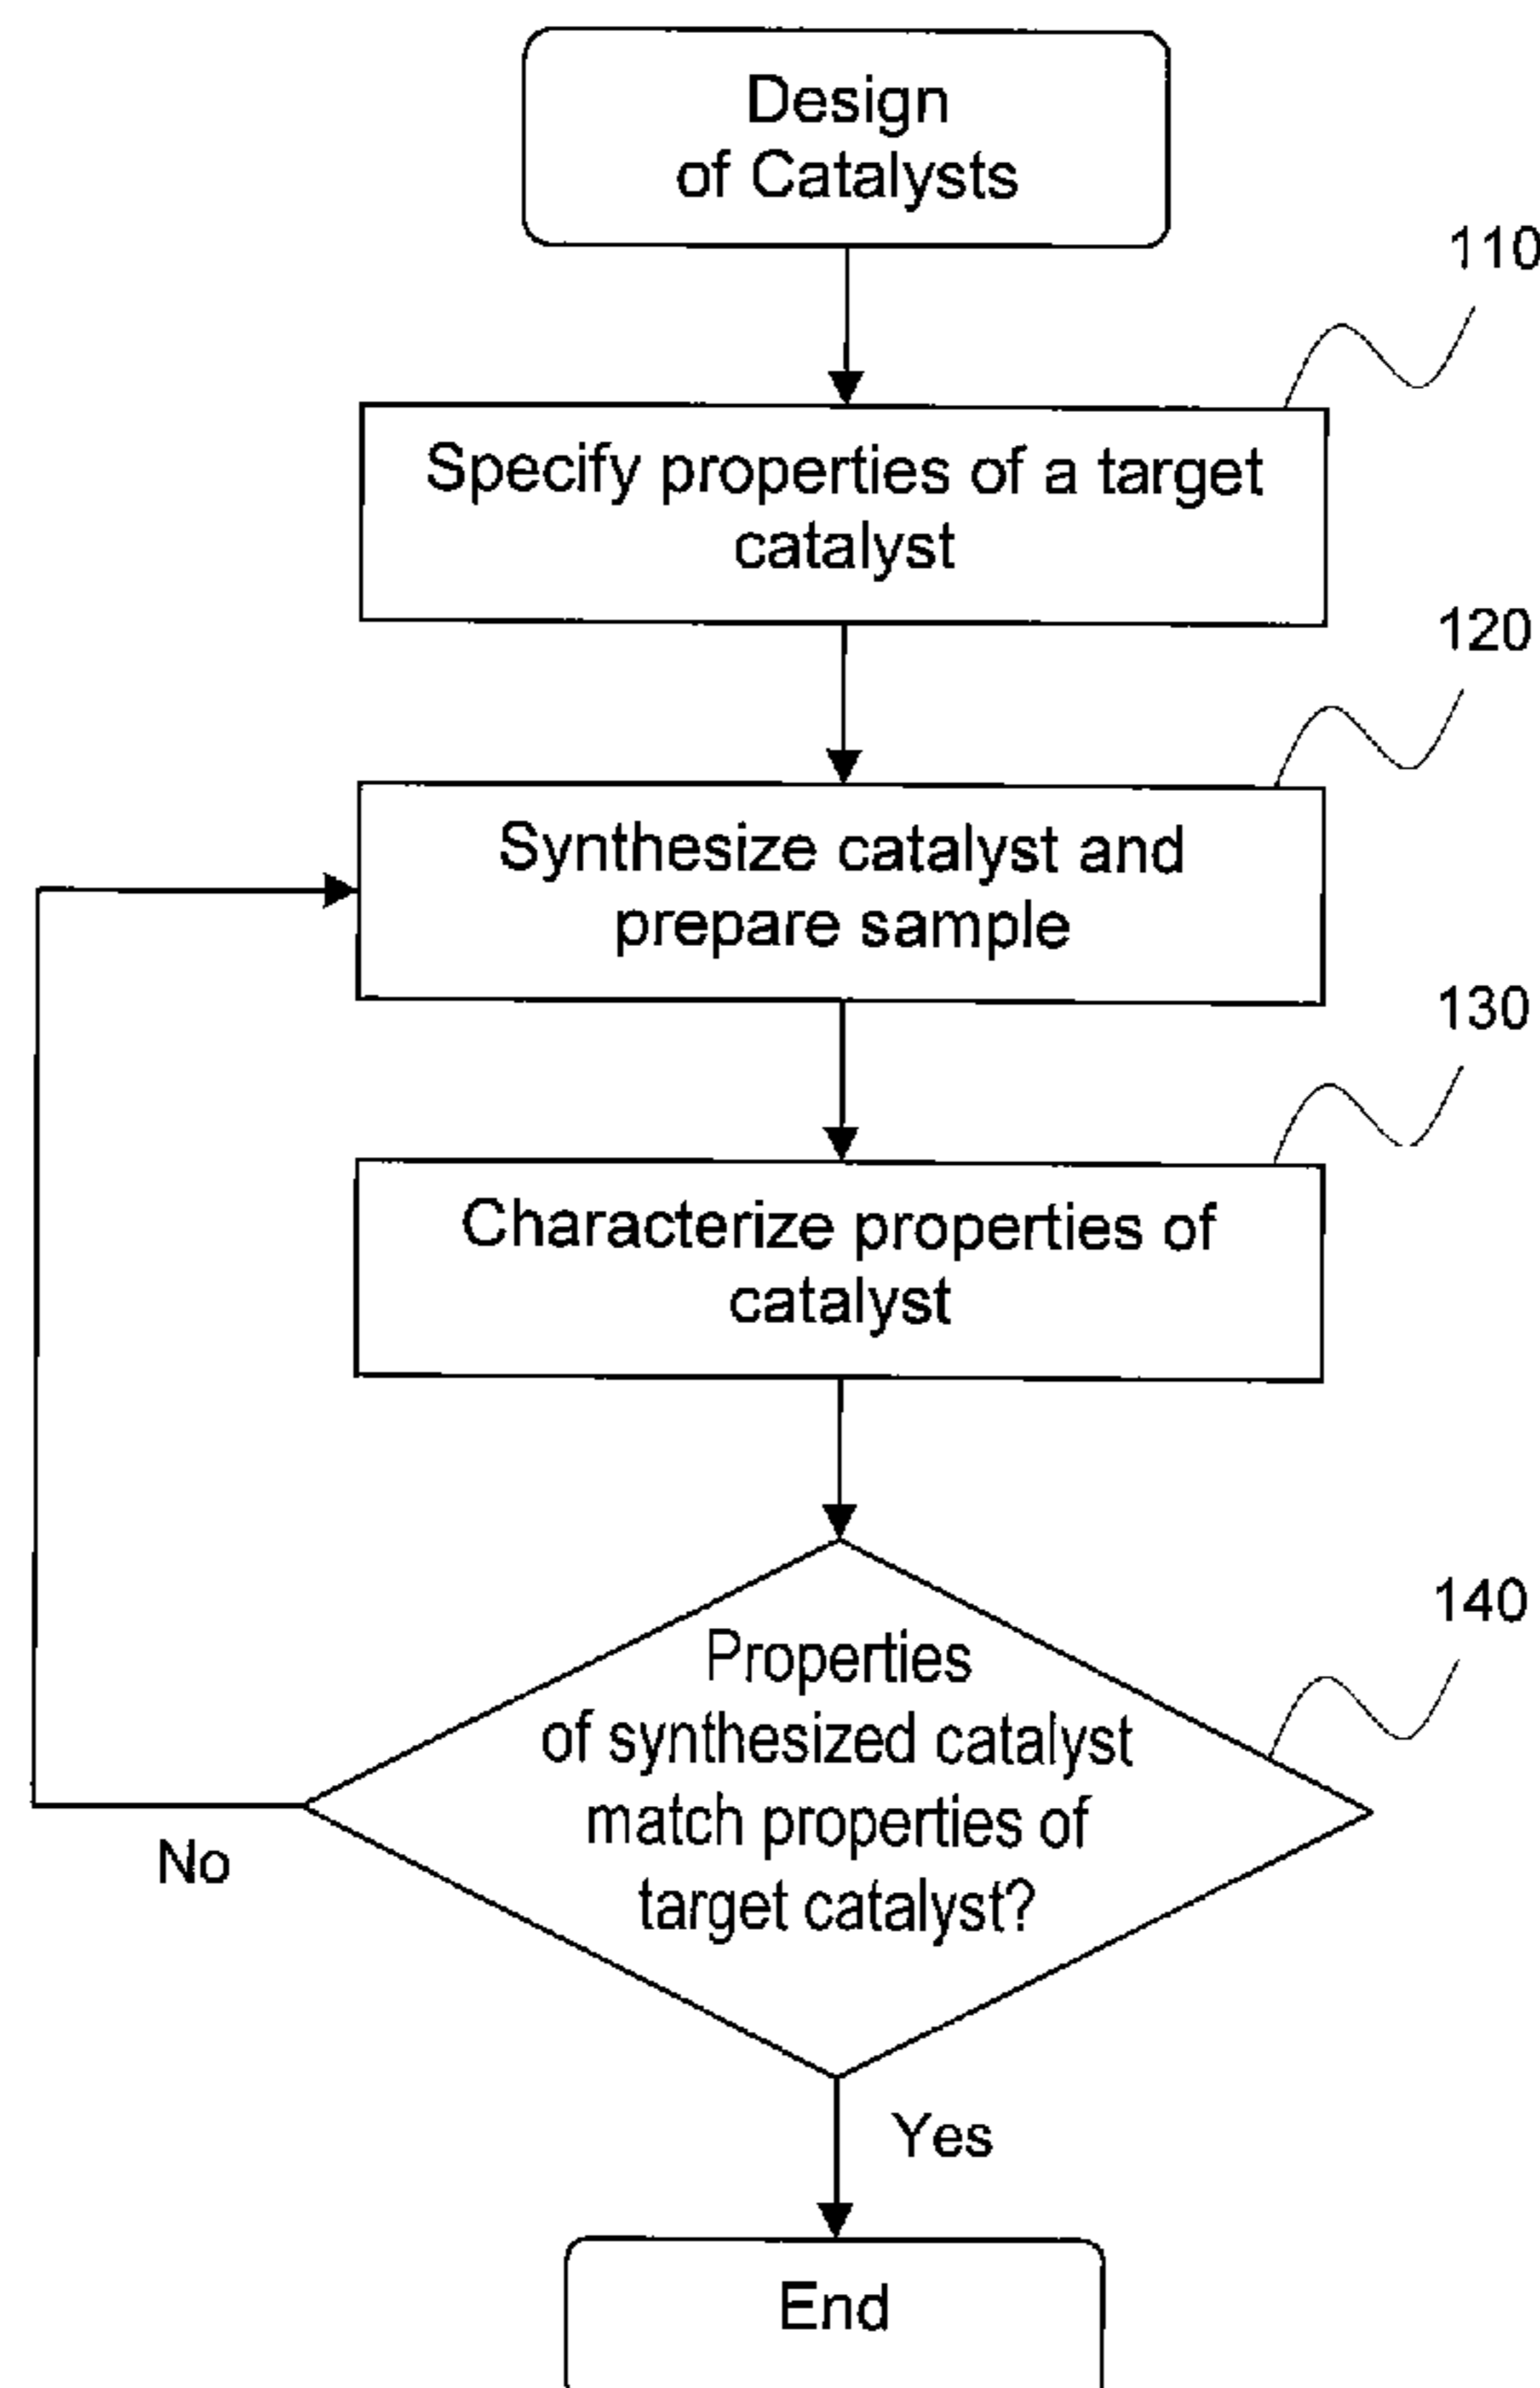 Design
of Catalysts
110
Specify properties of a target
catalyst
120
Synthesize catalyst and
prepare sample
130
Characterize properties of
catalyst
140
Properties
of synthesized catalyst
match properties of
target catalyst?
No
Yes
End